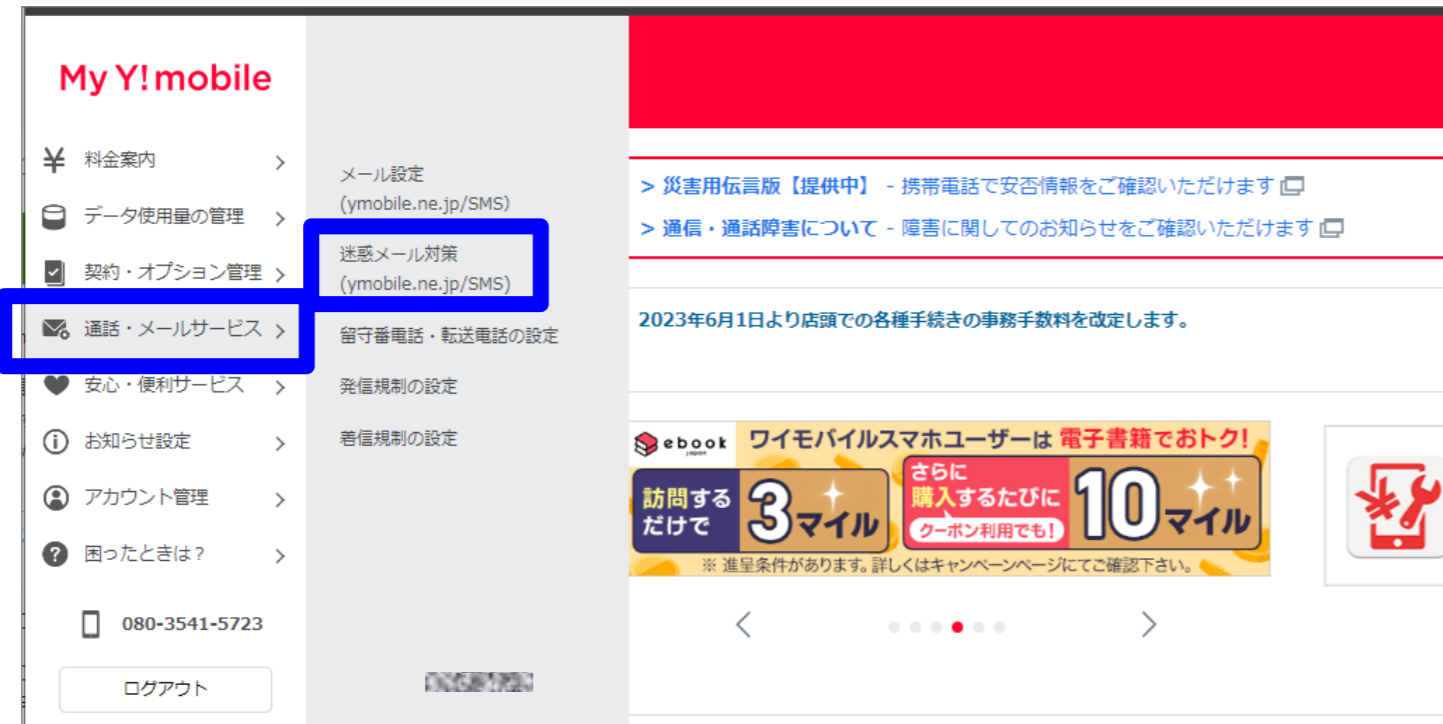 My Y!mobile
料金案内
データ使用量の管理
契約・オプション管理
通話・メールサービス
安心・便利サービス
お知らせ設定
アカウント管理
困ったときは？
080-3541-5723
ログアウト
メール設定
(ymobile.ne.jp/SMS)
迷惑メール対策
(ymobile.ne.jp/SMS)
留守番電話・転送電話の設定
発信規制の設定
着信規制の設定
> 災害用伝言版【提供中】 - 携帯電話で安否情報をご確認いただけます
> 通信・通話障害について - 障害に関してのお知らせをご確認いただけます
2023年6月1日より店頭での各種手続きの事務手数料を改定します。
ebook
japan
ワイモバイルスマホユーザーは 電子書籍でおトク!
訪問する
だけで
3マイル
さらに
購入するたびに
クーポン利用でも!
10マイル
※ 進呈条件があります。詳しくはキャンペーンページにてご確認下さい。